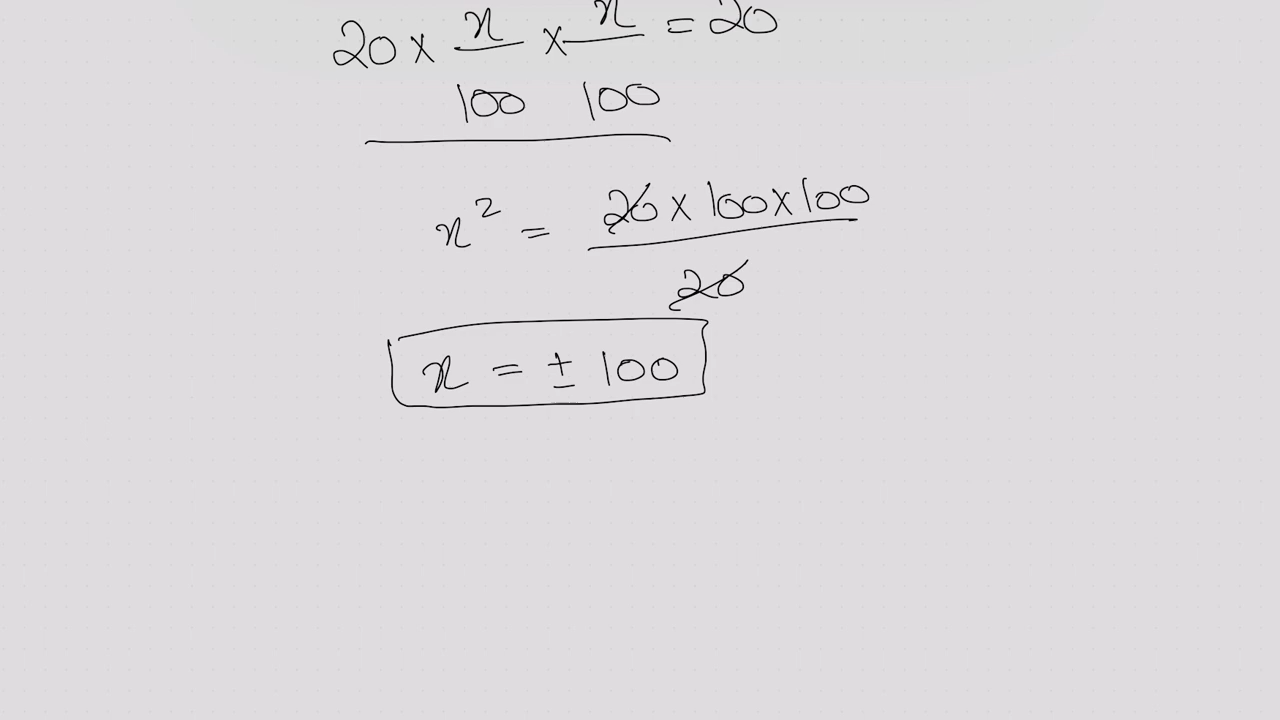 20 × x/100 × x/100 = 20
x² = 20 × 100 × 100 / 20
x = ± 100